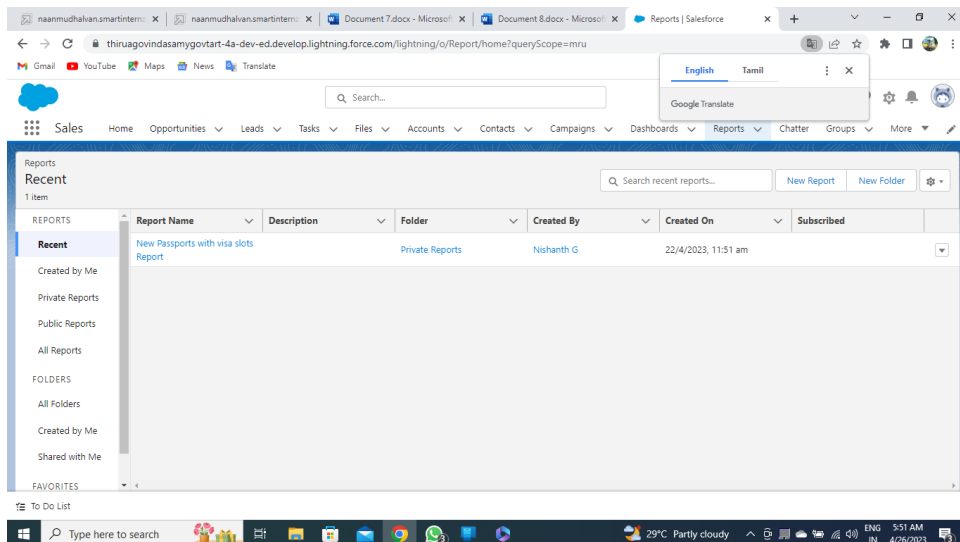 naanmudhalvan.smartintern
naanmudhalvan.smartintern
Document 7.docx - Microsoft
Document 8.docx - Microsoft
Reports | Salesforce
thiruagovindasamygovtart-4a-dev-ed.develop.lightning.force.com/lightning/o/Report/home?queryScope=mru
Gmail YouTube Maps News Translate
English Tamil
Google Translate
Search...
Sales Home Opportunities Leads Tasks Files Accounts Contacts Campaigns Dashboards Reports Chatter Groups More
Reports
Recent
1 item
Search recent reports...
New Report New Folder
REPORTS
Recent
Created by Me
Private Reports
Public Reports
All Reports
FOLDERS
All Folders
Created by Me
Shared with Me
FAVORITES
Report Name Description Folder Created By Created On Subscribed
New Passports with visa slots
Report
Private Reports Nishanth G 22/4/2023, 11:51 am
To Do List
Type here to search
3
29°C Partly cloudy
ENG
IN
5:51 AM
4/26/2023
3